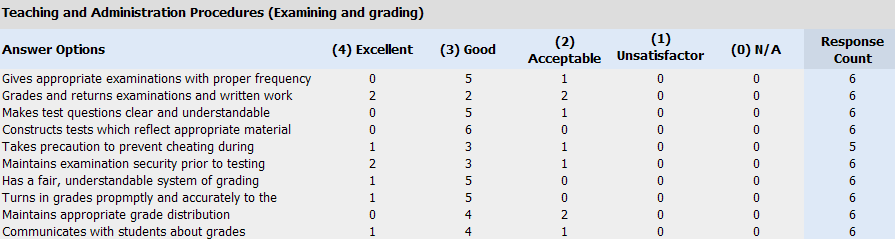 Teaching and Administration Procedures (Examining and grading)
Answer Options (4) Excellent (3) Good (2) Acceptable (1) Unsatisfactor (0) N/A Response Count
Gives appropriate examinations with proper frequency 0 5 1 0 0 6
Grades and returns examinations and written work 2 2 2 0 0 6
Makes test questions clear and understandable 0 5 1 0 0 6
Constructs tests which reflect appropriate material 0 6 0 0 0 6
Takes precaution to prevent cheating during 1 3 1 0 0 5
Maintains examination security prior to testing 2 3 1 0 0 6
Has a fair, understandable system of grading 1 5 0 0 0 6
Turns in grades propmptly and accurately to the 1 5 0 0 0 6
Maintains appropriate grade distribution 0 4 2 0 0 6
Communicates with students about grades 1 4 1 0 0 6